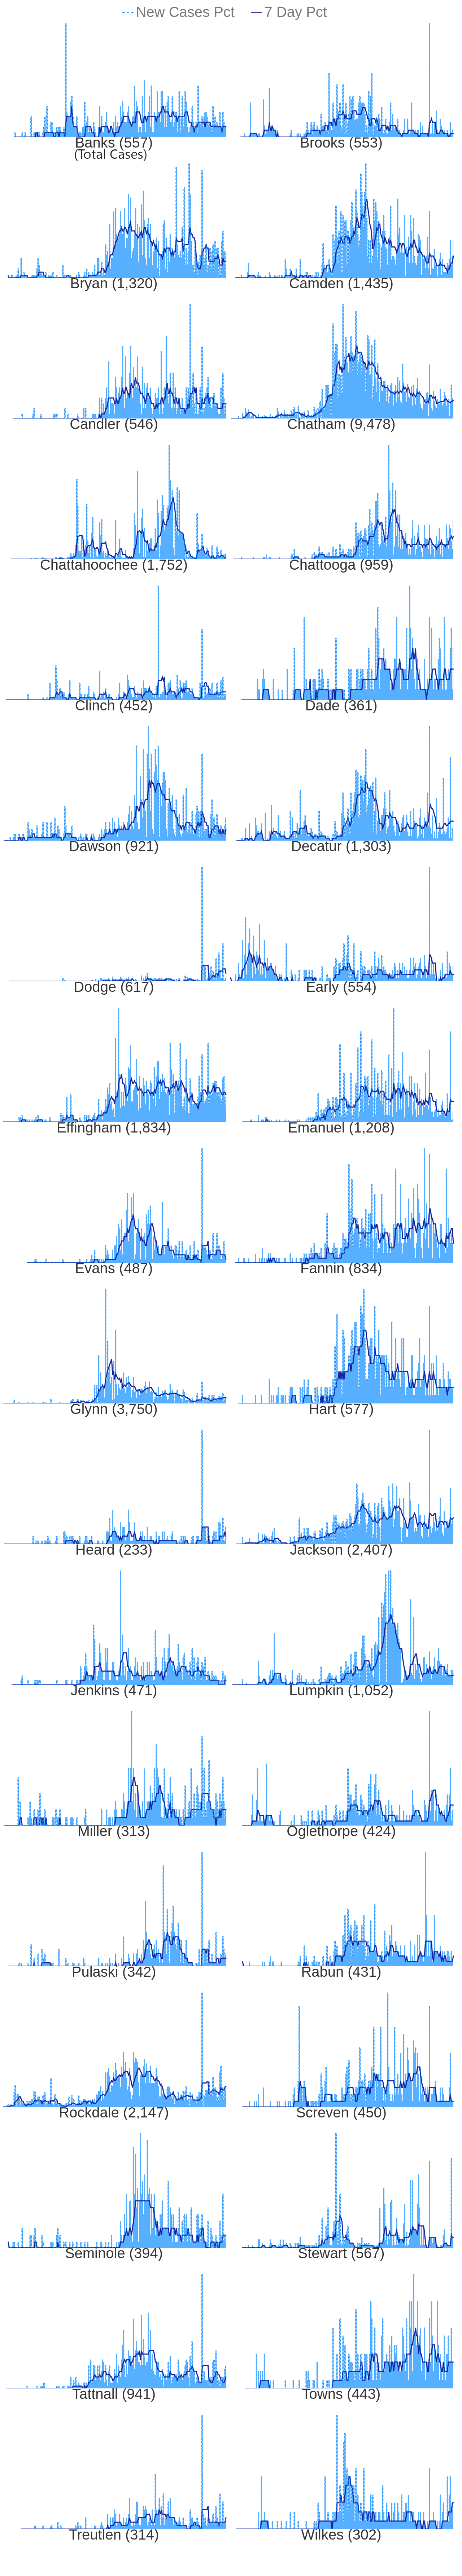 New Cases Pct 7 Day Pct
Banks (557) Brooks (553)
(Total Cases)
Bryan (1,320) Camden (1,435)
Candler (546) Chatham (9,478)
Chattahoochee (1,752) Chattooga (959)
Clinch (452) Dade (361)
Dawson (921) Decatur (1,303)
Dodge (617) Early (554)
Effingham (1,834) Emanuel (1,208)
Evans (487) Fannin (834)
Glynn (3,750) Hart (577)
Heard (233) Jackson (2,407)
Jenkins (471) Lumpkin (1,052)
Miller (313) Oglethorpe (424)
Pulaski (342) Rabun (431)
Rockdale (2,147) Screven (450)
Seminole (394) Stewart (567)
Tattnall (941) Towns (443)
Treutlen (314) Wilkes (302)